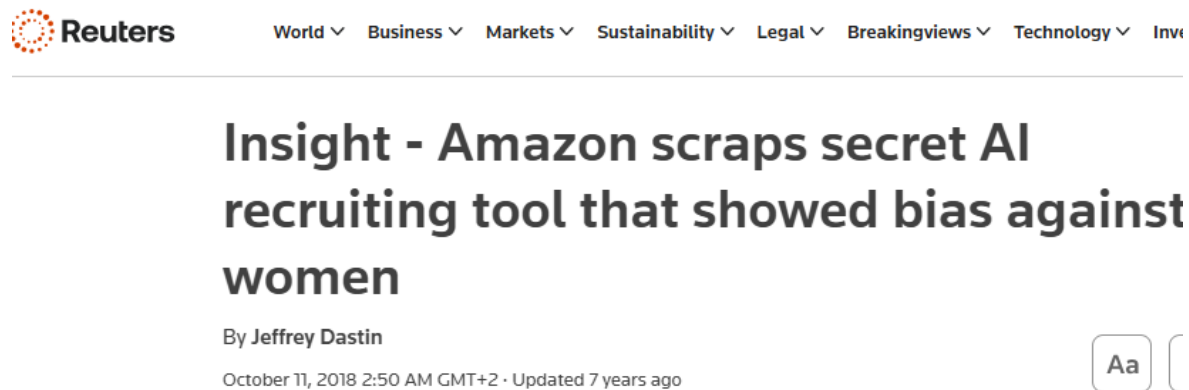 Reuters World Business Markets Sustainability Legal Breakingviews Technology
Insight - Amazon scraps secret AI
recruiting tool that showed bias against
women
By Jeffrey Dastin
October 11, 2018 2:50 AM GMT+2 · Updated 7 years ago
Aa